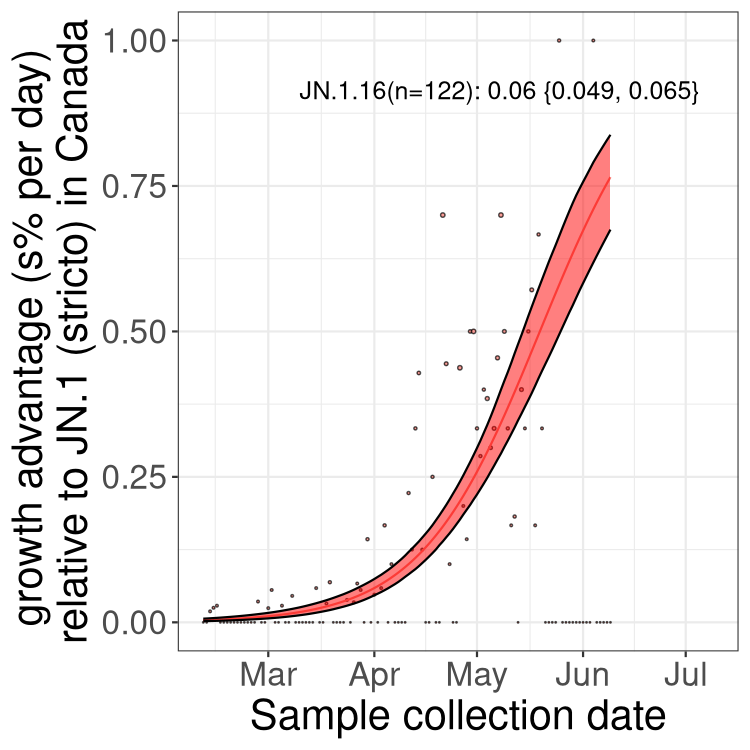 growth advantage (s% per day)
relative to JN.1 (stricto) in Canada
1.00
0.75
0.50
0.25
0.00
JN.1.16(n=122): 0.06 {0.049, 0.065}
Mar Apr May Jun Jul
Sample collection date